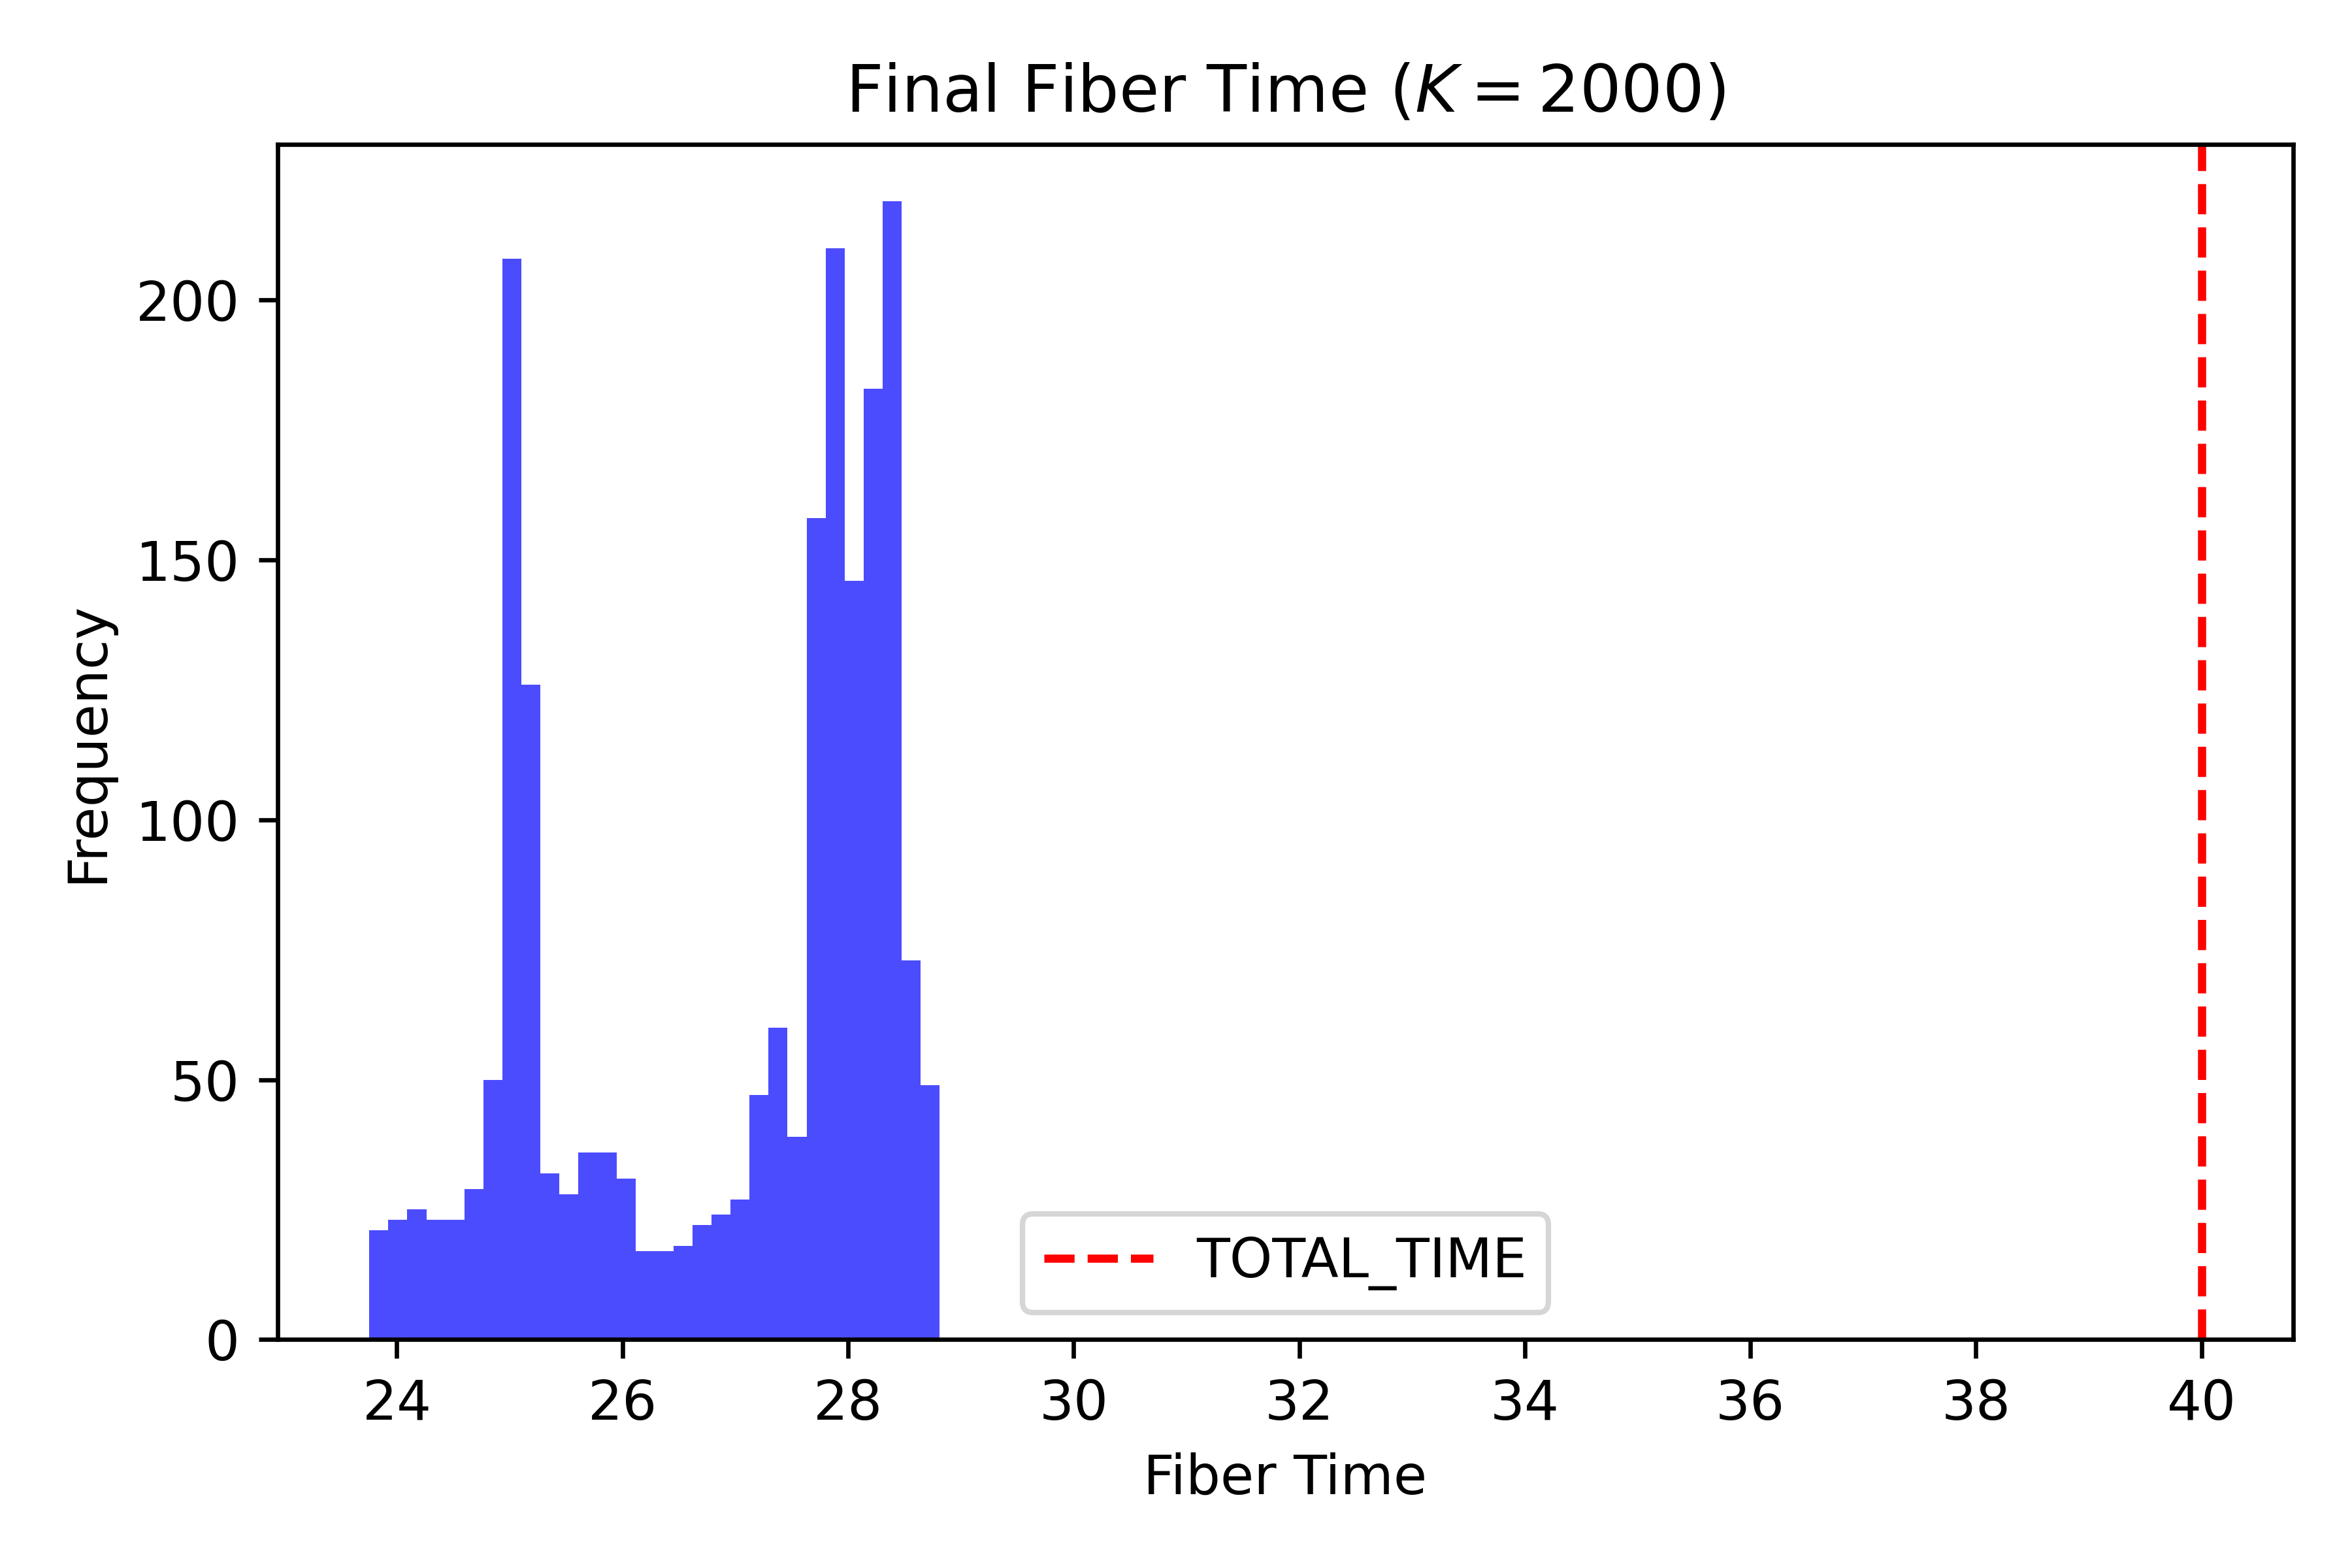 Final Fiber Time (K = 2000)
Frequency
200
150
100
50
0
TOTAL_TIME
24 26 28 30 32 34 36 38 40
Fiber Time